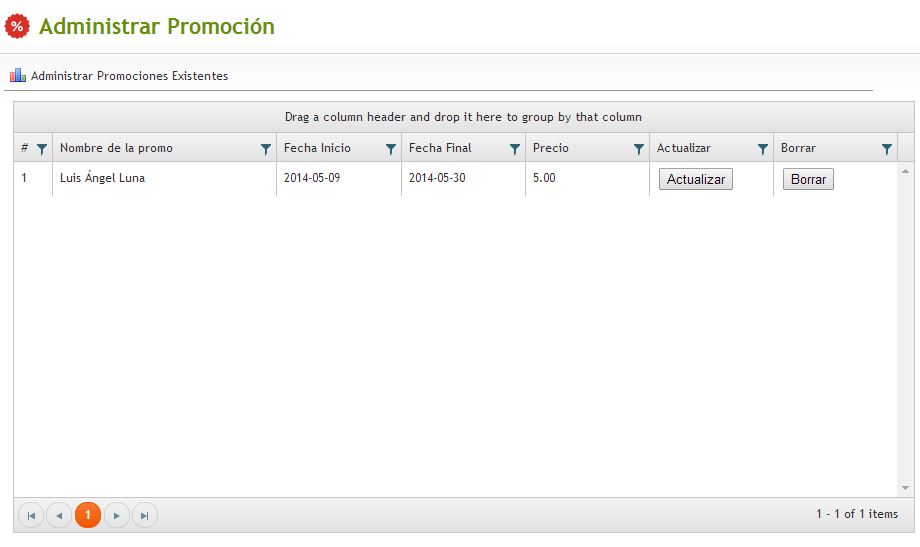 %
Administrar Promoción
Administrar Promociones Existentes
Drag a column header and drop it here to group by that column
# Nombre de la promo Fecha Inicio Fecha Final Precio Actualizar Borrar
1 Luis Ángel Luna 2014-05-09 2014-05-30 5.00 Actualizar Borrar
1 1 - 1 of 1 items